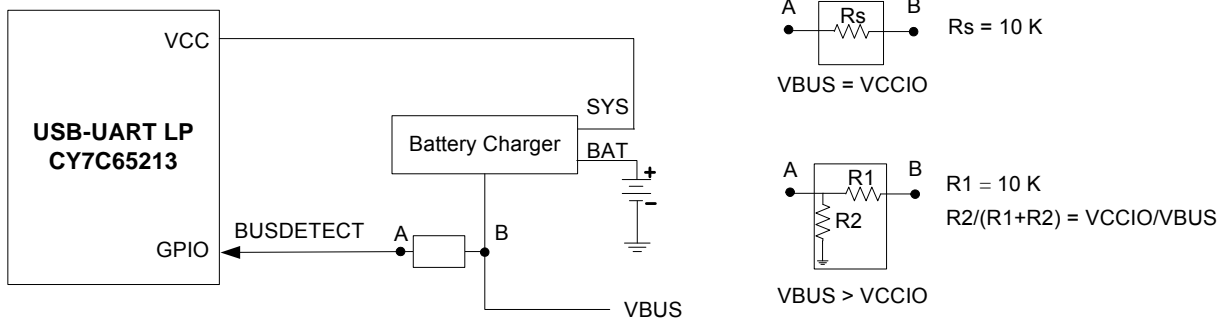 VCC
USB-UART LP
CY7C65213
GPIO
BUSDETECT
A
B
SYS
Battery Charger
BAT
+
-
VBUS
A
B
Rs
Rs = 10 K
VBUS = VCCIO
A
B
R1
R2
R1 = 10 K
R2/(R1+R2) = VCCIO/VBUS
VBUS > VCCIO